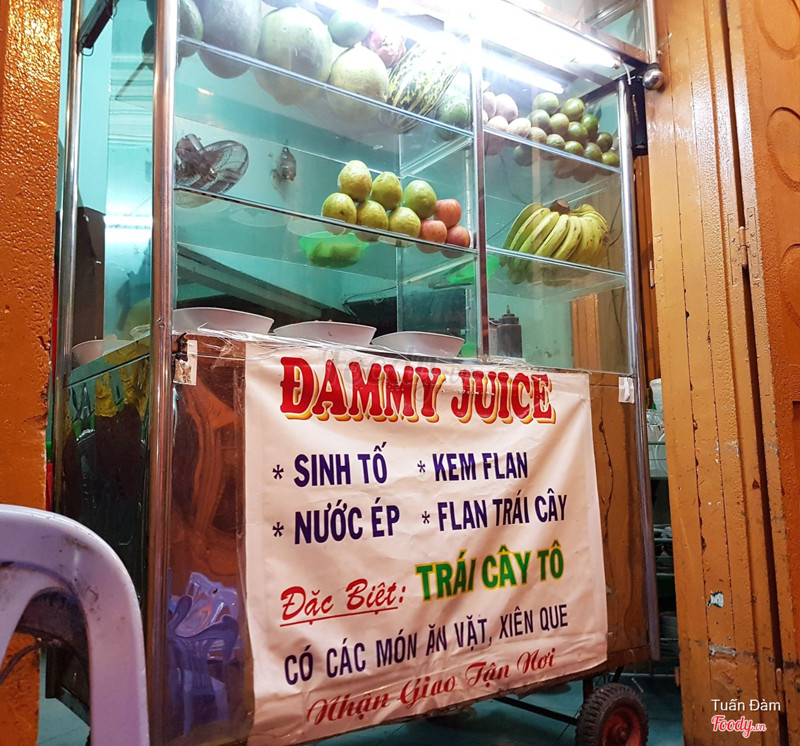 ĐAMMY JUICE
* SINH TỐ * KEM FLAN
* NƯỚC ÉP * FLAN TRÁI CÂY
Đặc Biệt: TRÁI CÂY TÔ
CÓ CÁC MÓN ĂN VẶT, XIÊN QUE
Nhận Giao Tận Nơi
Tuấn Đàm
Foody.vn